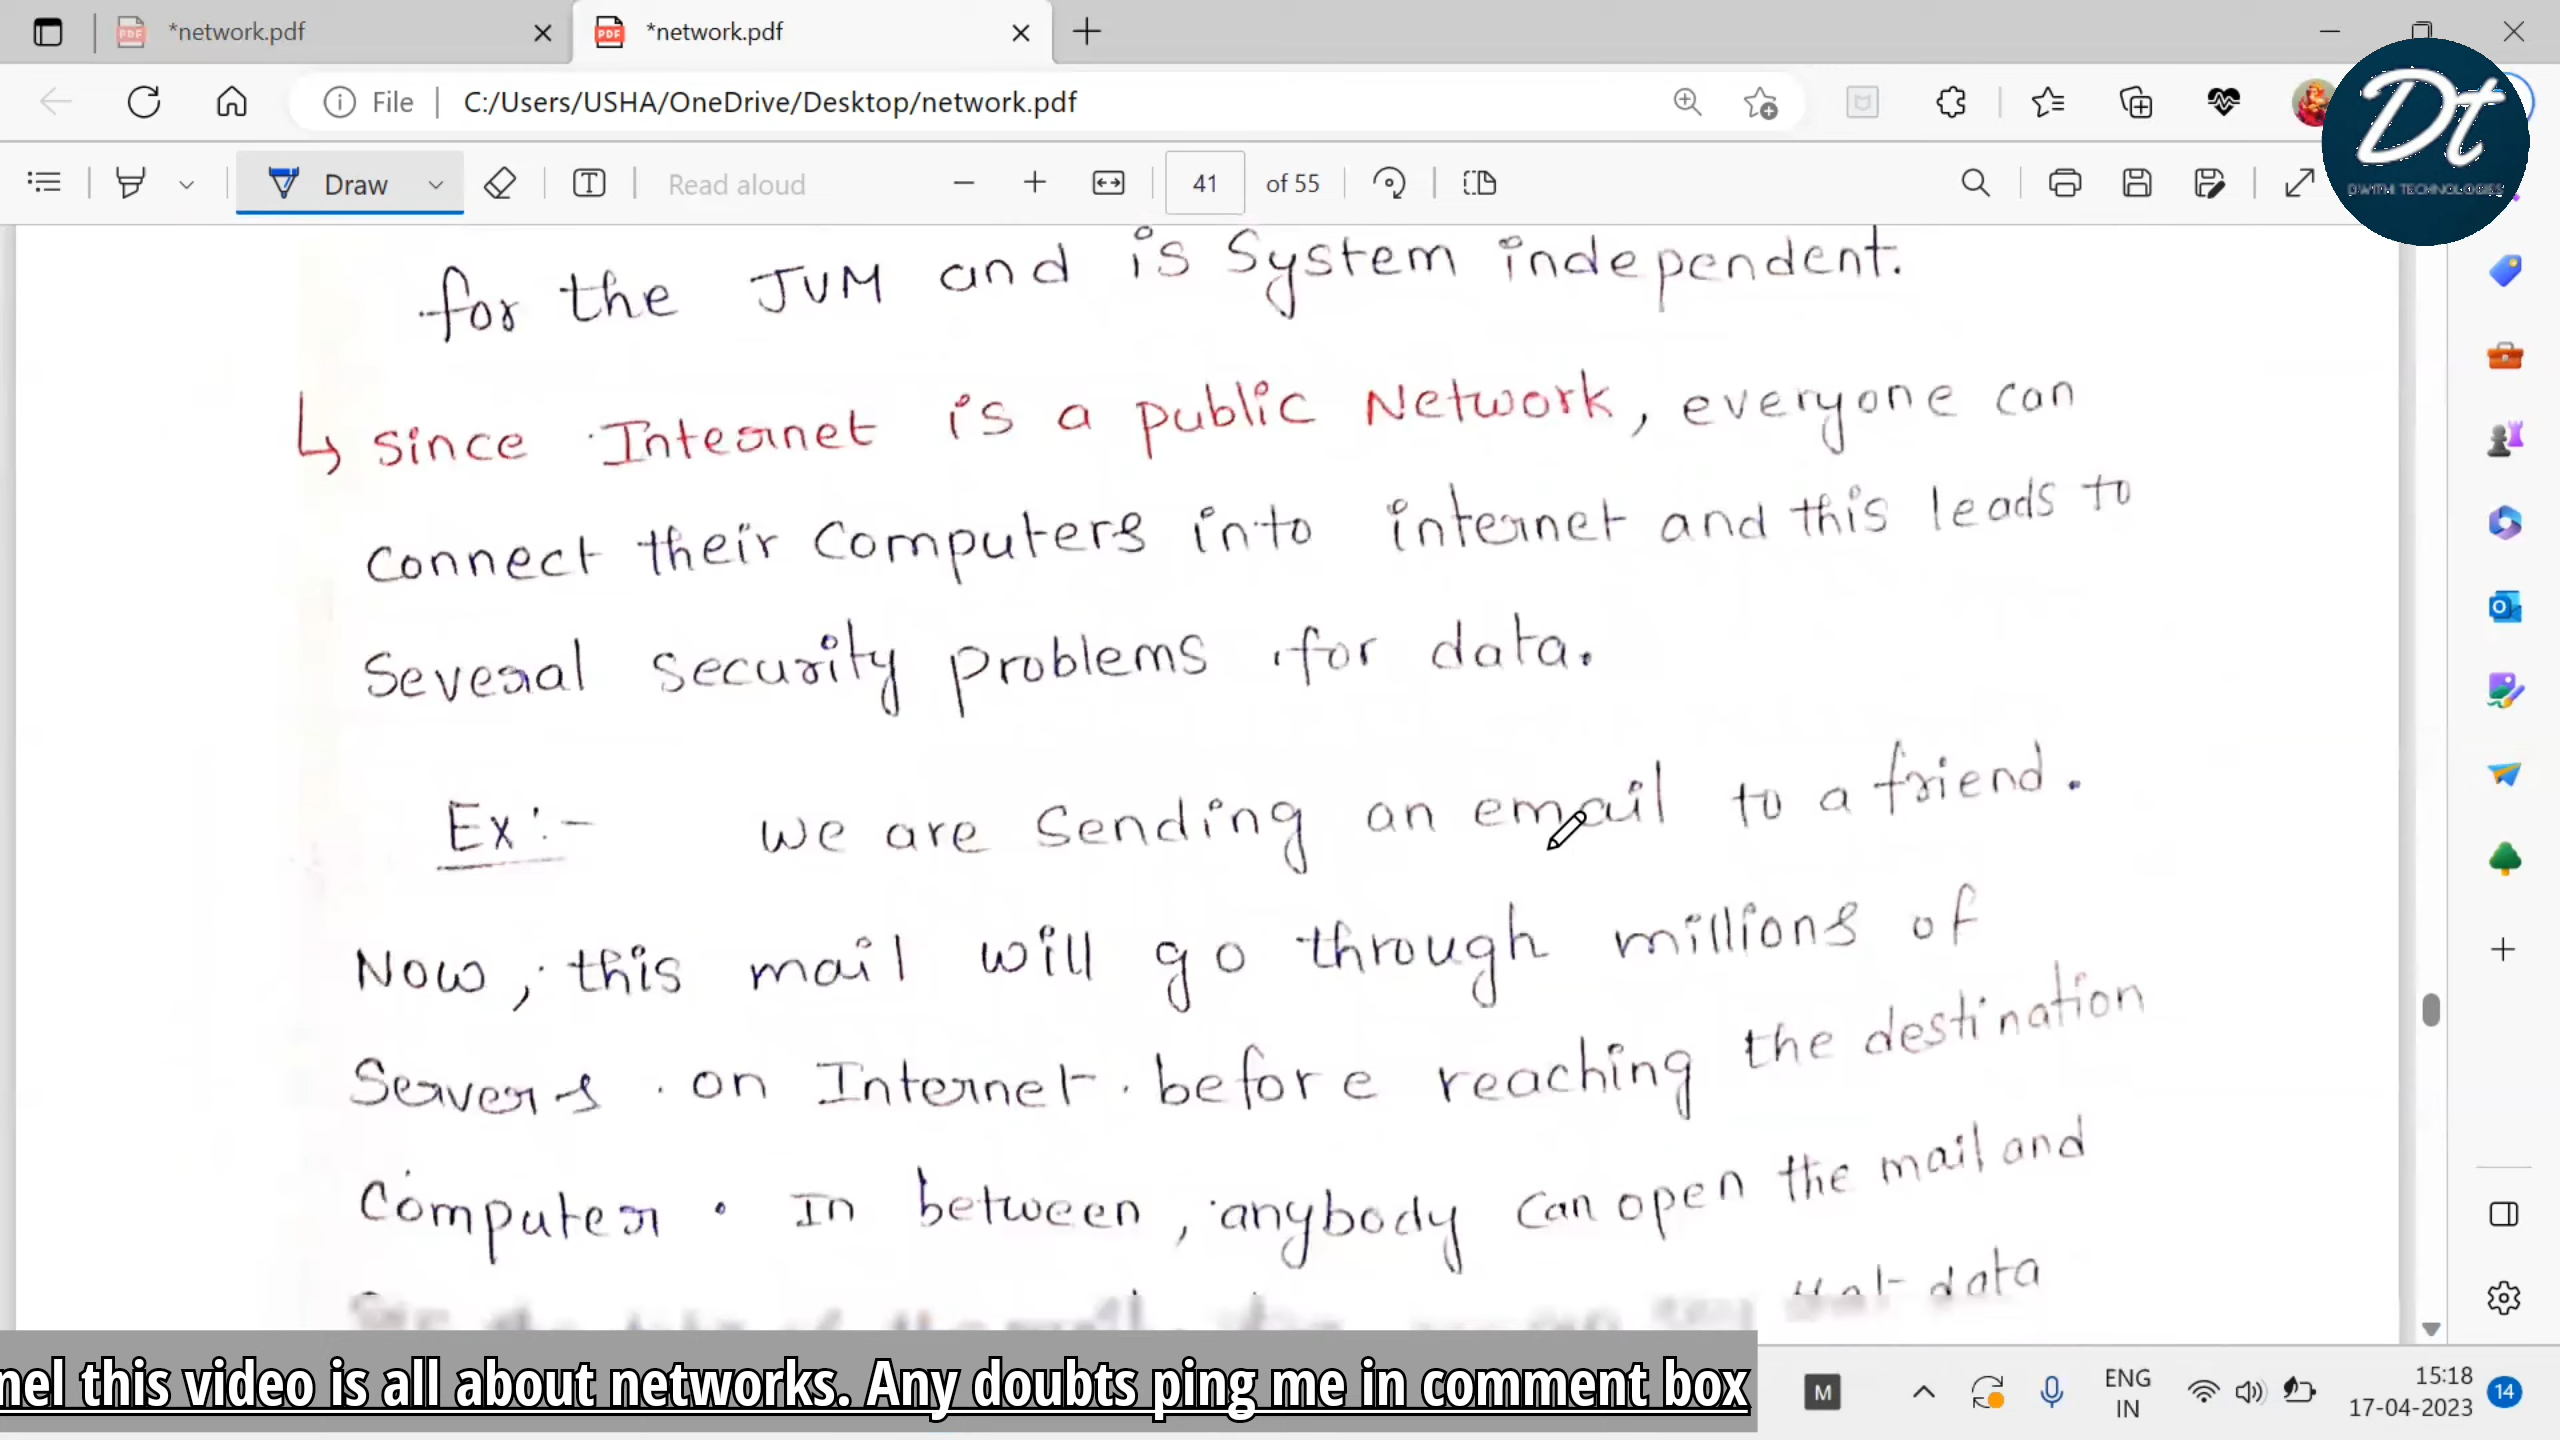 *network.pdf
*network.pdf
File
C:/Users/USHA/OneDrive/Desktop/network.pdf
Draw
Read aloud
41
of 55
Dt
DWITHI TECHNOLOGIES
for the JVM and is System independent.
↳ since Internet is a public Network, everyone can
connect their computers into internet and this leads to
Several security problems for data.
Ex:- we are sending an email to a friend.
Now, this mail will go through millions of
Servers on Internet before reaching the destination
Computer. In between, anybody can open the mail and
that data
nel this video is all about networks. Any doubts ping me in comment box
M
ENG
IN
15:18
17-04-2023
14